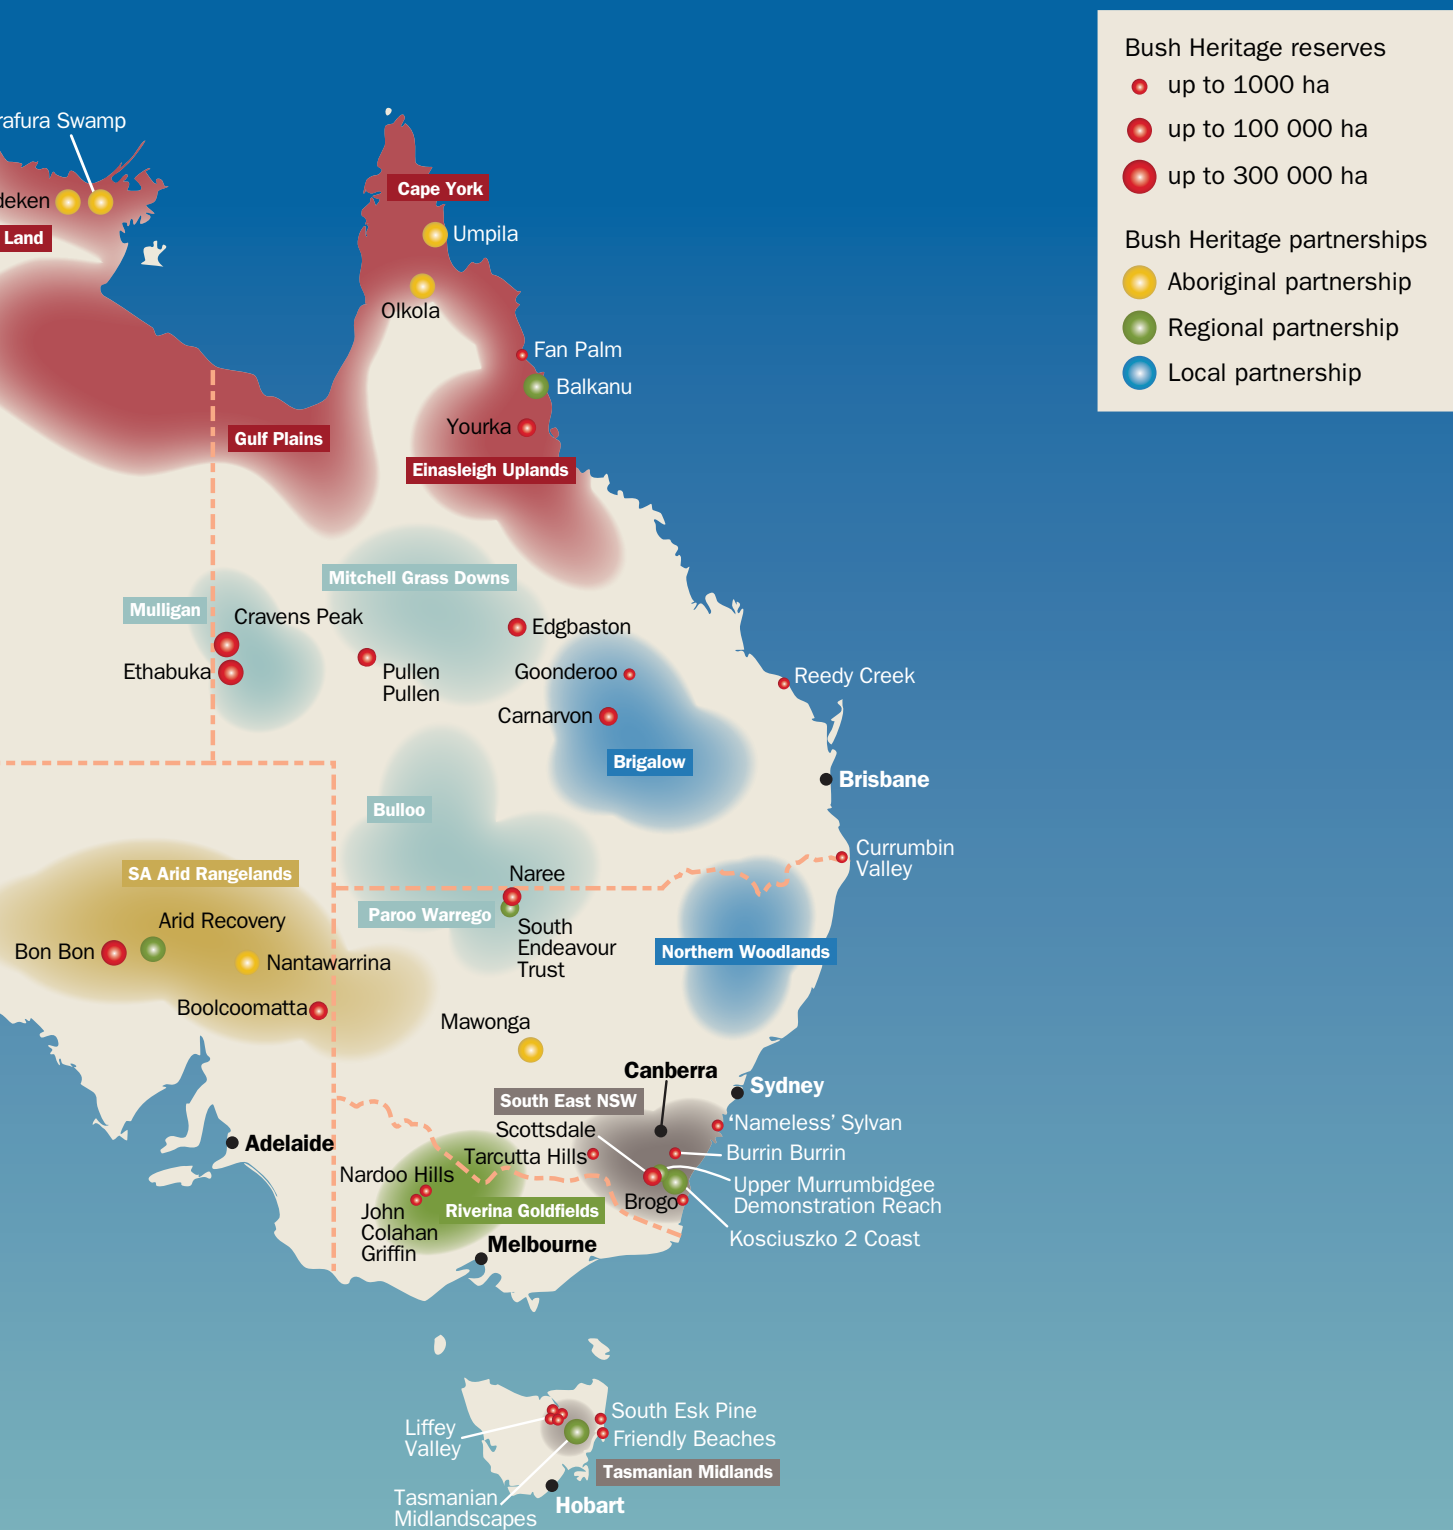 Bush Heritage reserves
up to 1000 ha
up to 100 000 ha
up to 300 000 ha
Bush Heritage partnerships
Aboriginal partnership
Regional partnership
Local partnership
rafura Swamp
deken
Land
Cape York
Umpila
Olkola
Fan Palm
Balkanu
Yourka
Gulf Plains
Einasleigh Uplands
Mitchell Grass Downs
Mulligan
Cravens Peak
Ethabuka
Pullen
Pullen
Edgbaston
Goonderoo
Reedy Creek
Carnarvon
Brigalow
Brisbane
Bulloo
Currumbin
Valley
SA Arid Rangelands
Naree
Paroo Warrego
Arid Recovery
South
Endeavour
Trust
Bon Bon
Northern Woodlands
Nantawarrina
Boolcoomatta
Mawonga
Canberra
Sydney
South East NSW
Scottsdale
‘Nameless’ Sylvan
Adelaide
Tarcutta Hills
Burrin Burrin
Nardoo Hills
Upper Murrumbidgee
Demonstration Reach
Brogo
John
Colahan
Griffin
Riverina Goldfields
Kosciuszko 2 Coast
Melbourne
Liffey
Valley
South Esk Pine
Friendly Beaches
Tasmanian Midlands
Tasmanian
Midlandscapes
Hobart